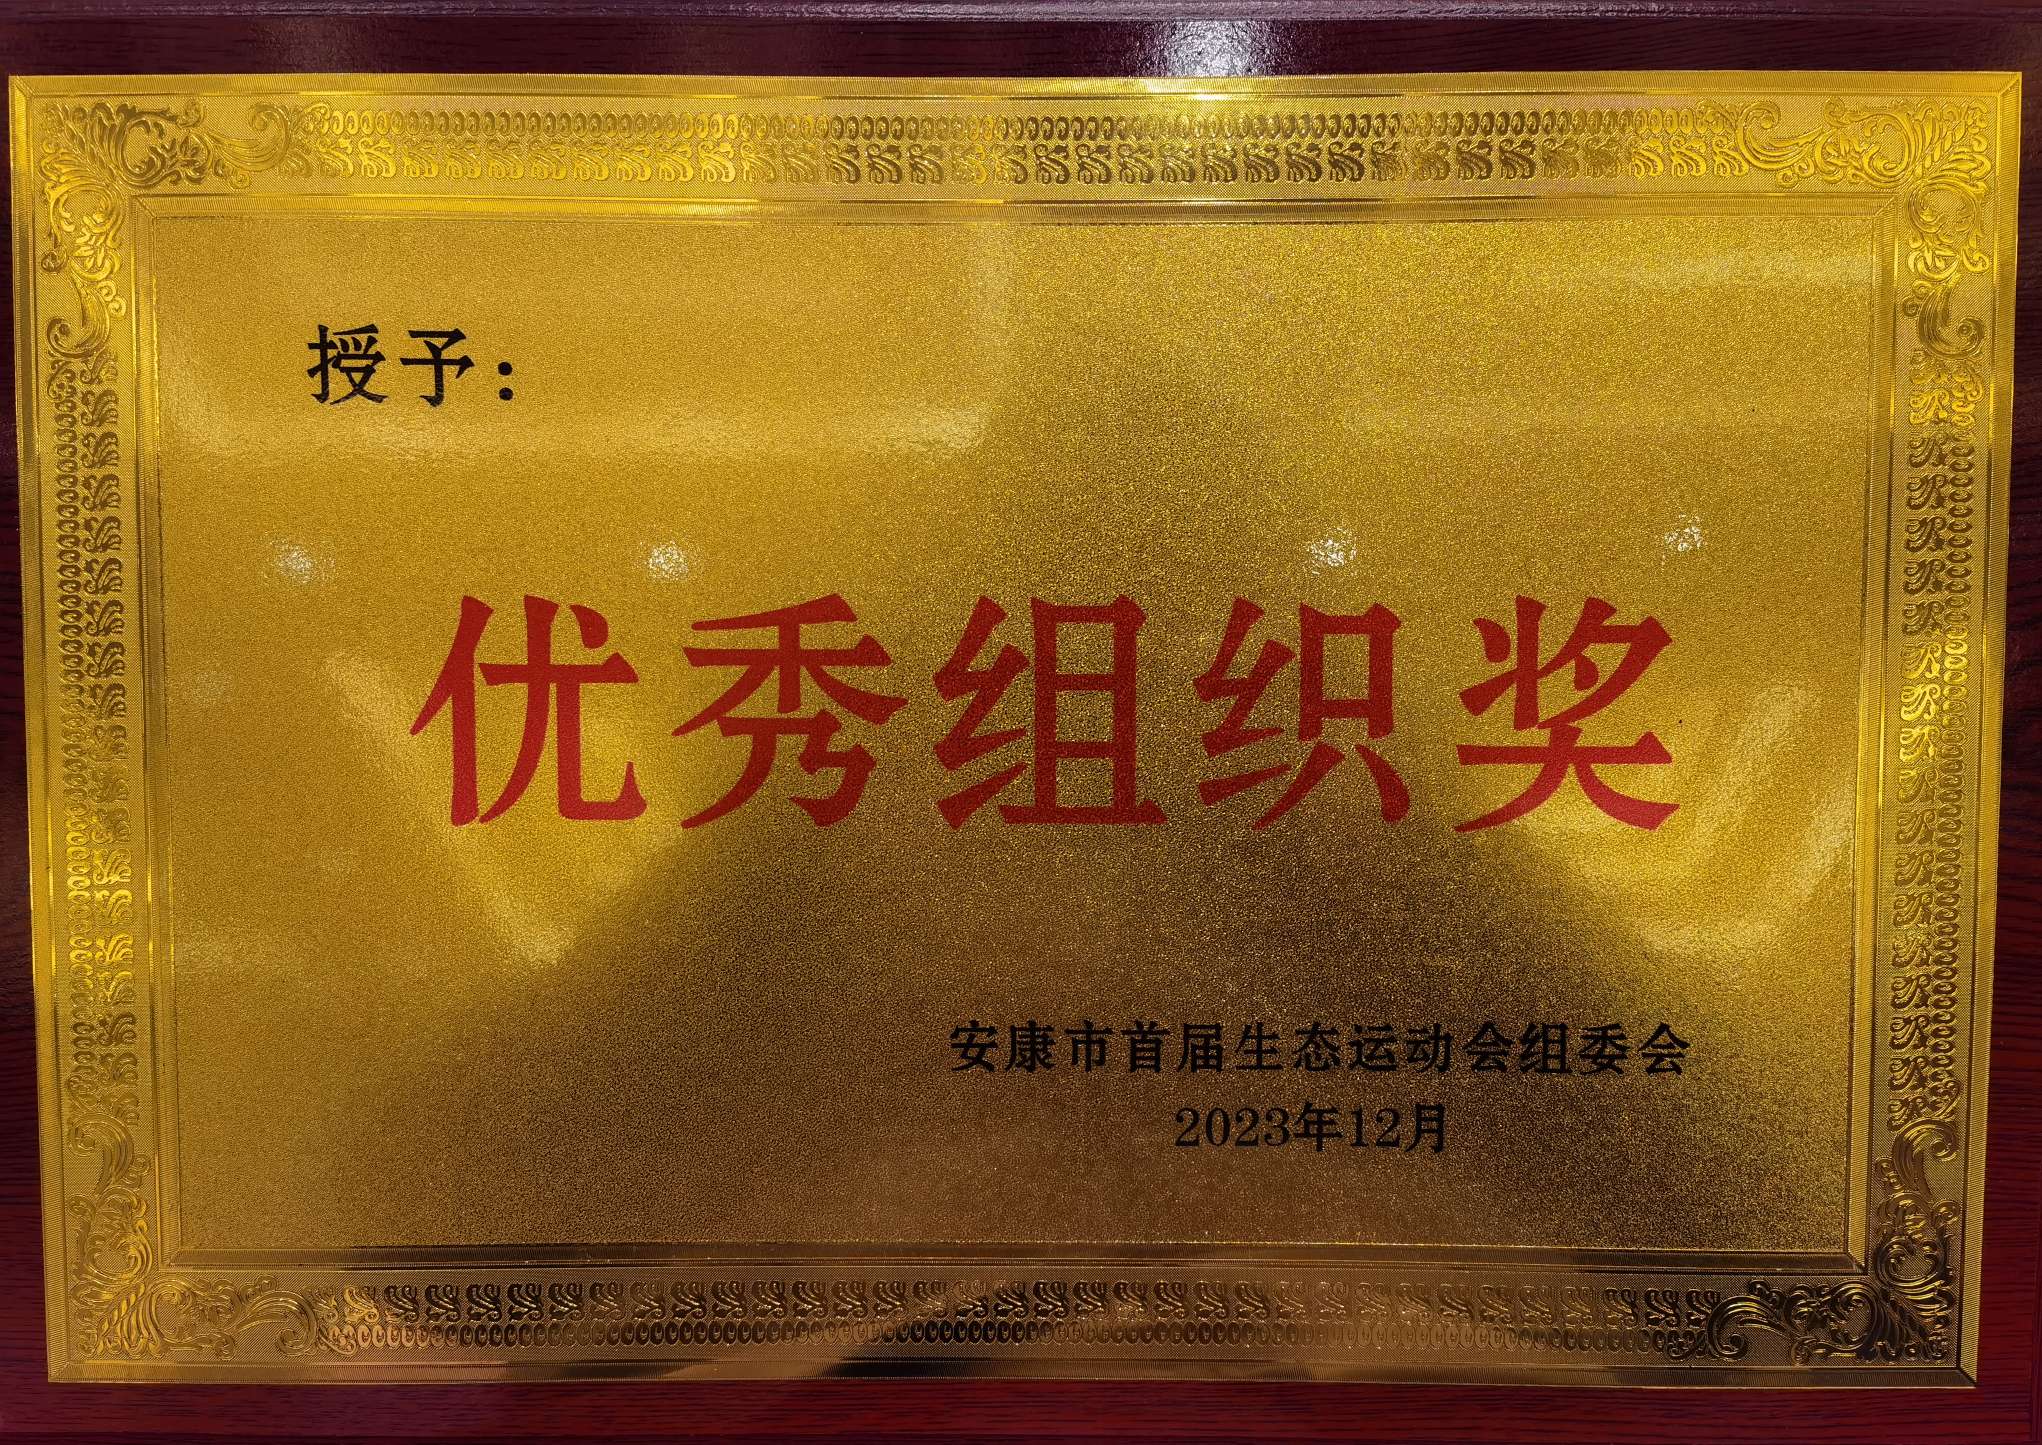 授予：
优秀组织奖
安康市首届生态运动会组委会
2023年12月